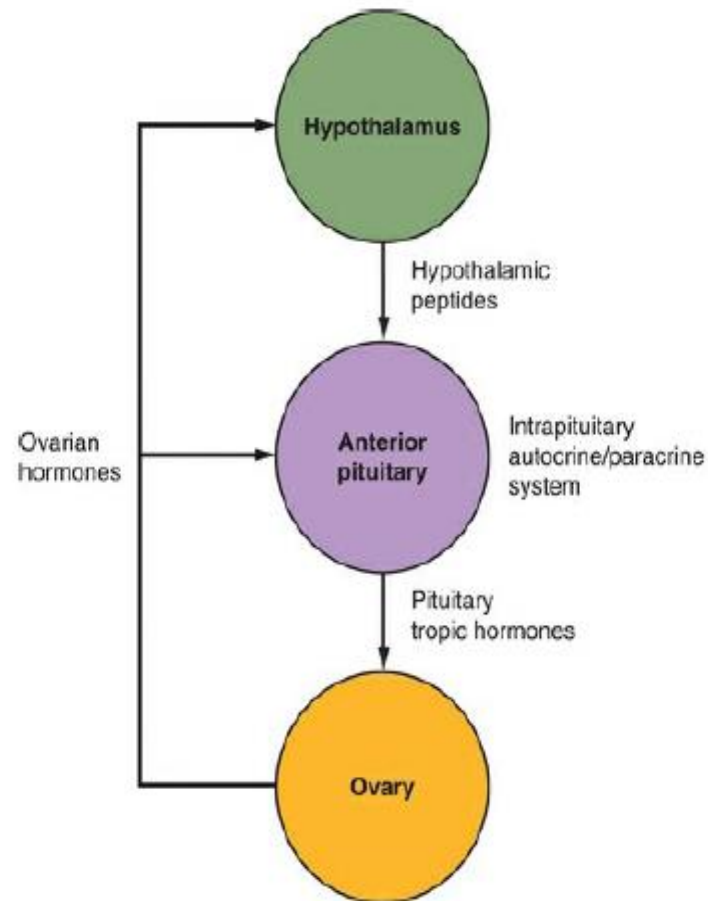 Hypothalamus
Hypothalamic
peptides
Ovarian
hormones
Anterior
pituitary
Intrapituitary
autocrine/paracrine
system
Pituitary
tropic hormones
Ovary